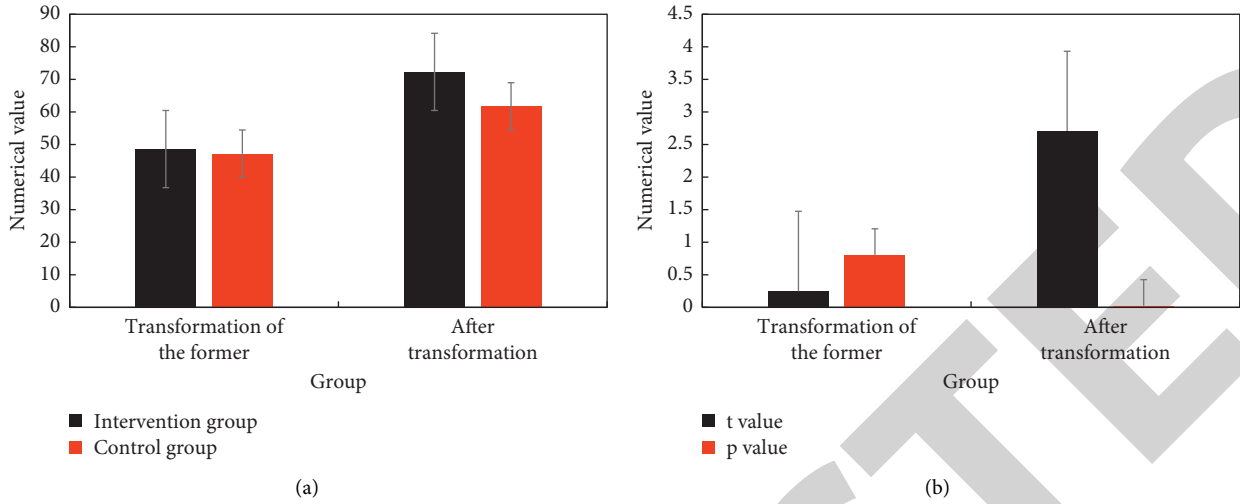 90
80
70
60
50
40
30
20
10
0
Numerical value
Transformation of
the former
After
transformation
Group
Intervention group
Control group
(a)
4.5
4
3.5
3
2.5
2
1.5
1
0.5
0
Numerical value
Transformation of
the former
After
transformation
Group
t value
p value
(b)
STED